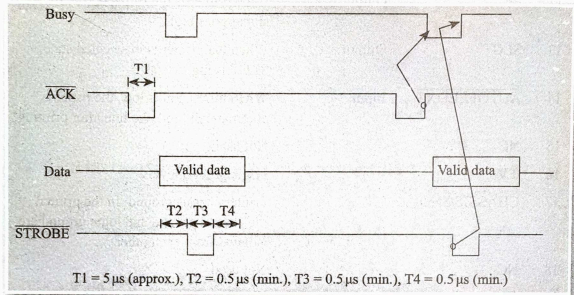 Busy
T1
ACK
Data
Valid data
Valid data
T2 T3 T4
STROBE
T1 = 5 μs (approx.), T2 = 0.5 μs (min.), T3 = 0.5 μs (min.), T4 = 0.5 μs (min.)